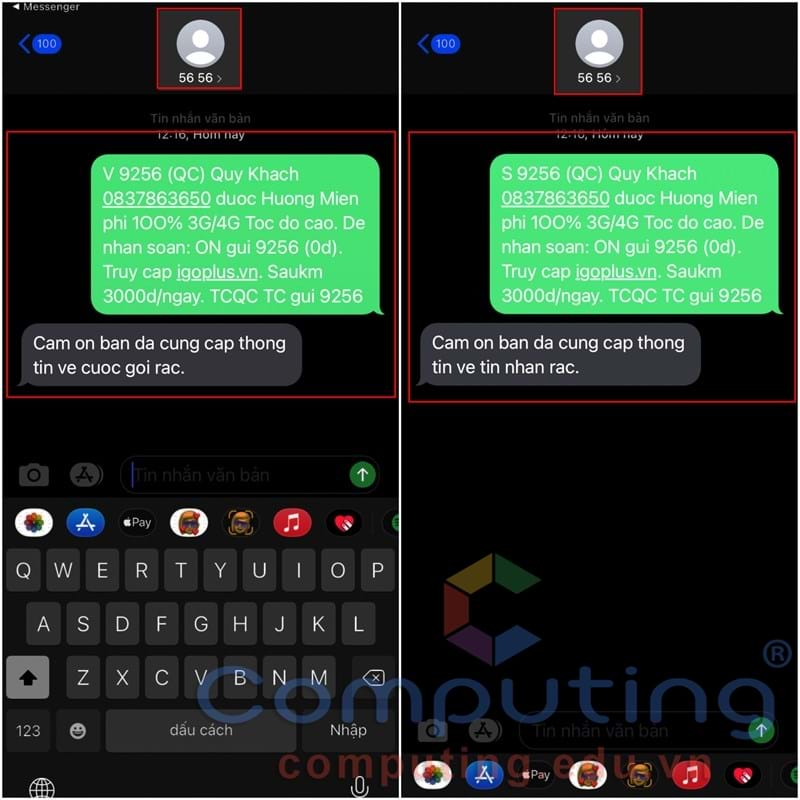 ◀ Messenger
100
56 56 >
Tin nhắn văn bản
12:16, Hôm nay
V 9256 (QC) Quy Khach
0837863650 duoc Huong Mien
phi 1OO% 3G/4G Toc do cao. De
nhan soan: ON gui 9256 (0d).
Truy cap igoplus.vn. Saukm
3000d/ngay. TCQC TC gui 9256
Cam on ban da cung cap thong
tin ve cuoc goi rac.
Tin nhắn văn bản
Pay
Q W E R T Y U I O P
A S D F G H J K L
Z X C V B N M
123
dấu cách
Nhập
100
56 56 >
Tin nhắn văn bản
12:16, Hôm nay
S 9256 (QC) Quy Khach
0837863650 duoc Huong Mien
phi 1OO% 3G/4G Toc do cao. De
nhan soan: ON gui 9256 (0d).
Truy cap igoplus.vn. Saukm
3000d/ngay. TCQC TC gui 9256
Cam on ban da cung cap thong
tin ve tin nhan rac.
Tin nhắn văn bản
Pay
Computing®
computing.edu.vn